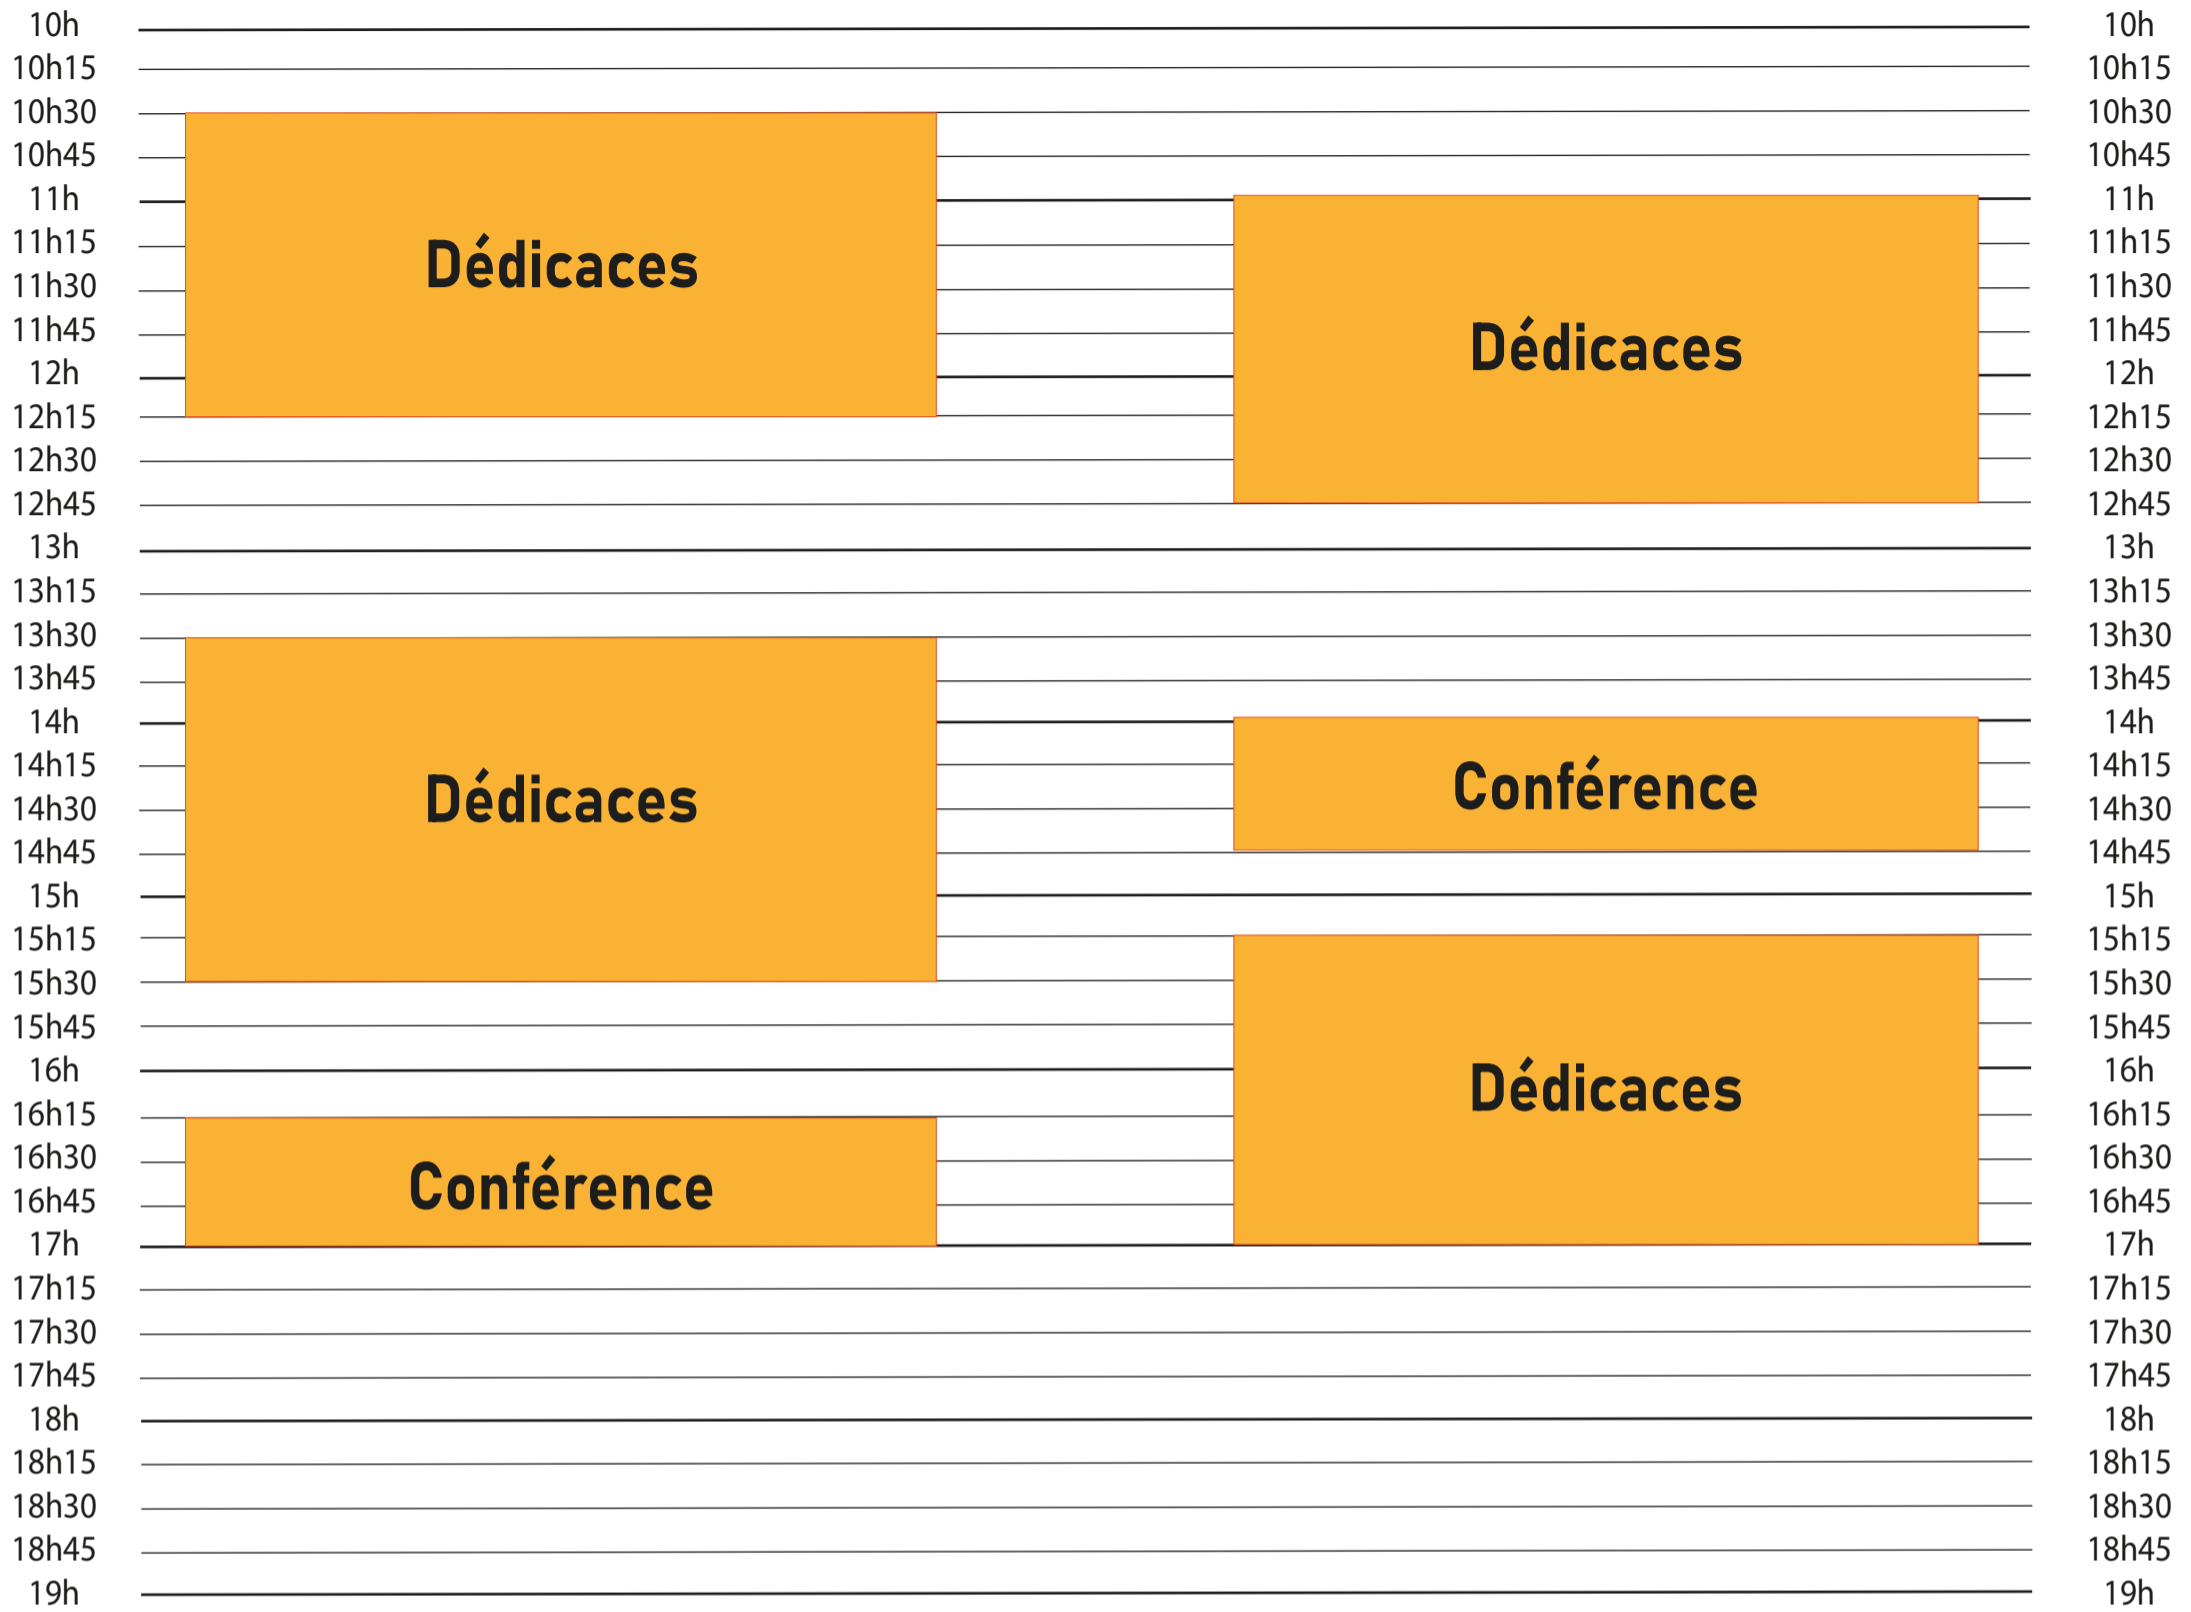 10h 10h
10h15 10h15
10h30 10h30
10h45 10h45
11h 11h
11h15 11h15
Dédicaces
11h30 11h30
11h45 11h45
Dédicaces
12h 12h
12h15 12h15
12h30 12h30
12h45 12h45
13h 13h
13h15 13h15
13h30 13h30
13h45 13h45
14h 14h
14h15 14h15
Dédicaces Conférence
14h30 14h30
14h45 14h45
15h 15h
15h15 15h15
15h30 15h30
15h45 15h45
16h 16h
Dédicaces
16h15 16h15
16h30 16h30
Conférence
16h45 16h45
17h 17h
17h15 17h15
17h30 17h30
17h45 17h45
18h 18h
18h15 18h15
18h30 18h30
18h45 18h45
19h 19h